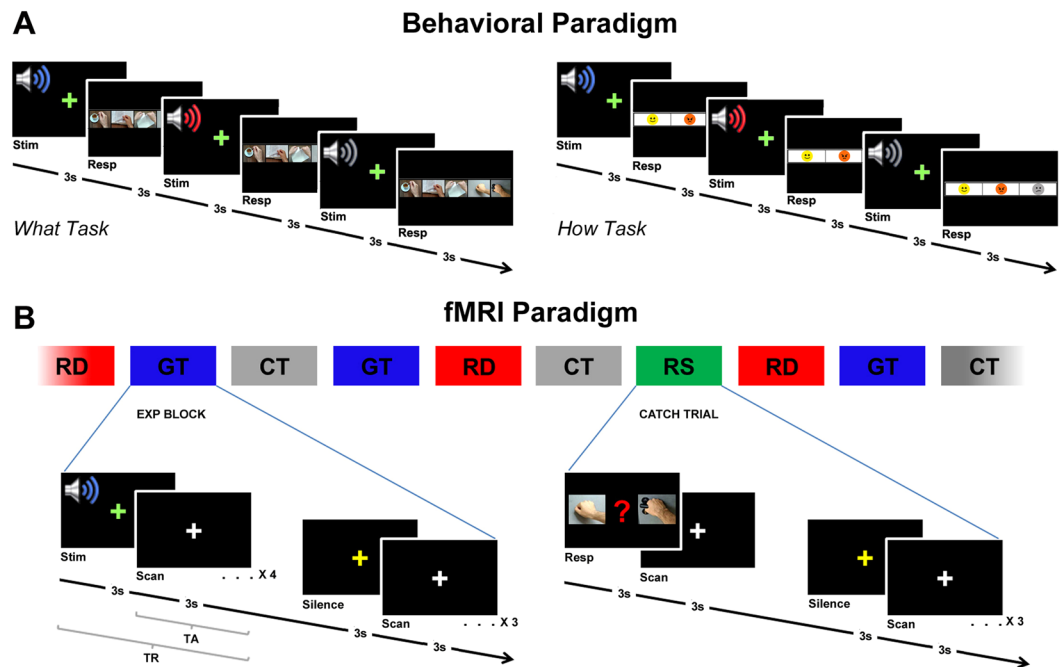 A
Behavioral Paradigm
Stim
Resp
Stim
Resp
Stim
Resp
3s
3s
3s
3s
3s
3s
What Task
Stim
Resp
Stim
Resp
Stim
Resp
3s
3s
3s
3s
3s
3s
How Task
B
fMRI Paradigm
RD GT CT GT RD CT RS RD GT CT
EXP BLOCK
CATCH TRIAL
Stim
Scan
. . . X 4
Silence
Scan
. . . X 3
3s
3s
3s
3s
TA
TR
?
Resp
Scan
Silence
Scan
. . . X 3
3s
3s
3s
3s